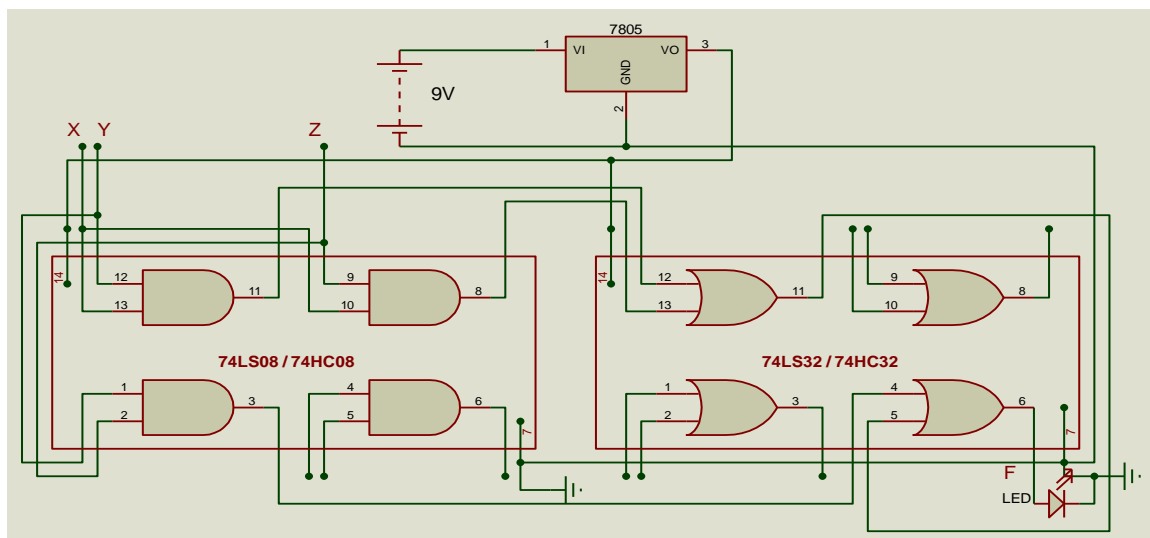 7805
1 VI VO 3
GND
2
9V
X Y Z
14 14
12 11 9 8 12 11 9 8
13 10 13 10
74LS08 / 74HC08 74LS32 / 74HC32
1 3 4 6 1 3 4 6
2 5 2 5
7 7
F
LED